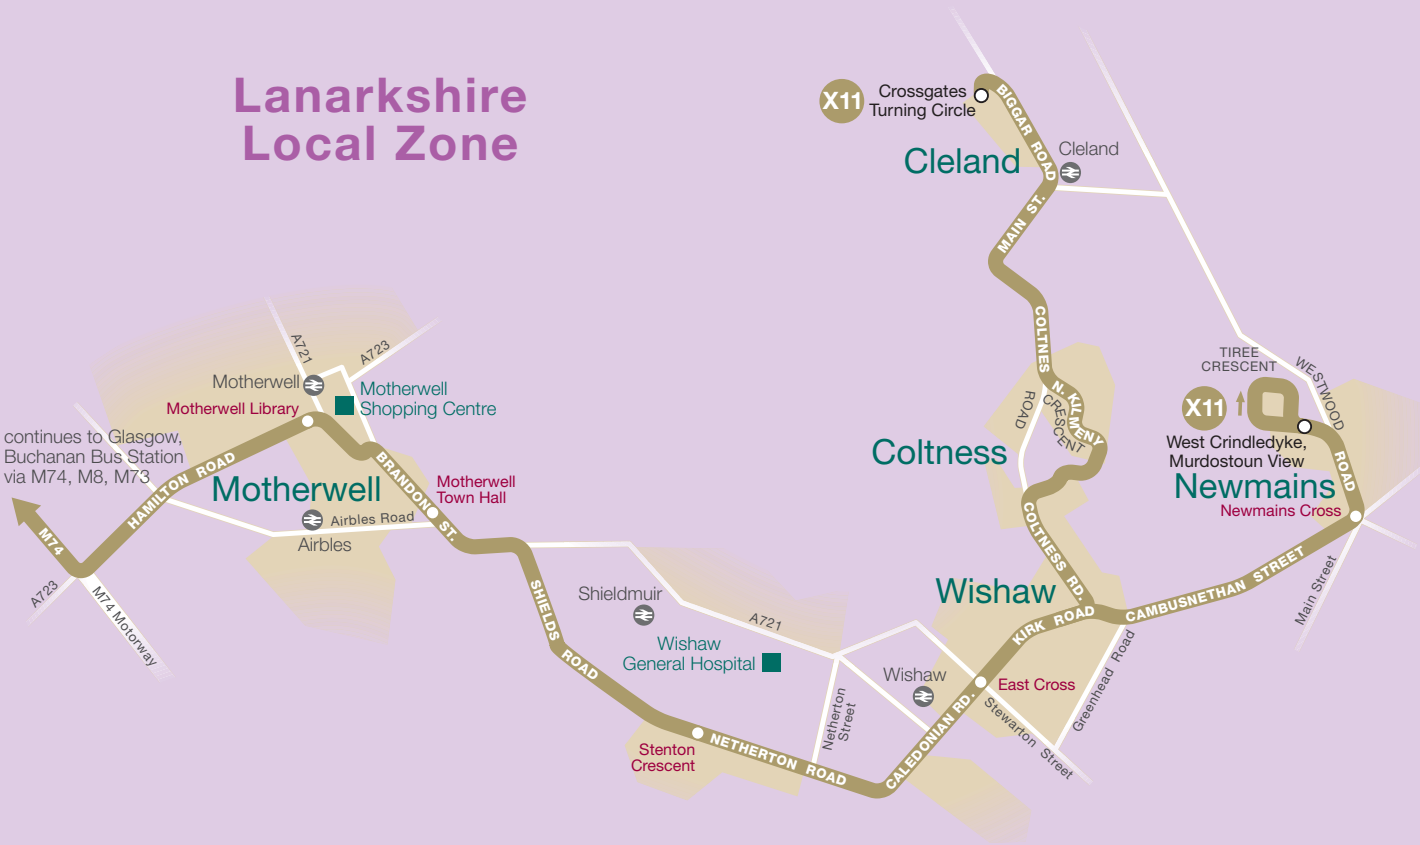 Lanarkshire
Local Zone
X11
Crossgates
Turning Circle
BIGGAR ROAD
Cleland
Cleland
MAIN ST.
COLTNES
ROAD
N. KILMENY
CRESCENT
Coltness
COLTNESS RD.
TIREE
CRESCENT
WESTWOOD
ROAD
X11
West Crindledyke,
Murdostoun View
Newmains
Newmains Cross
Main Street
CAMBUSNETHAN STREET
Wishaw
KIRK ROAD
Greenhead Road
East Cross
Stewarton Street
Wishaw
CALEDONIAN RD.
Netherton
Street
NETHERTON ROAD
Stenton
Crescent
A721
Wishaw
General Hospital
Shieldmuir
SHIELDS ROAD
A721
A723
Motherwell
Motherwell
Shopping Centre
Motherwell Library
continues to Glasgow,
Buchanan Bus Station
via M74, M8, M73
HAMILTON ROAD
Motherwell
BRANDON ST.
Motherwell
Town Hall
Airbles Road
Airbles
M74
A723
M74 Motorway